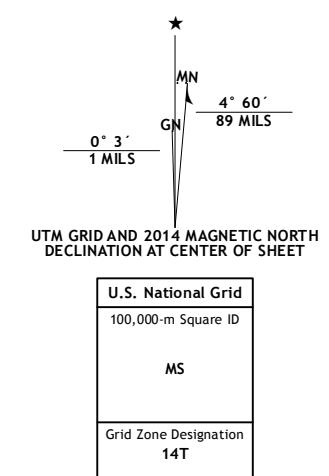 MN
4° 60´
89 MILS
GN
0° 3´
1 MILS
UTM GRID AND 2014 MAGNETIC NORTH
DECLINATION AT CENTER OF SHEET
U.S. National Grid
100,000-m Square ID
MS
Grid Zone Designation
14T